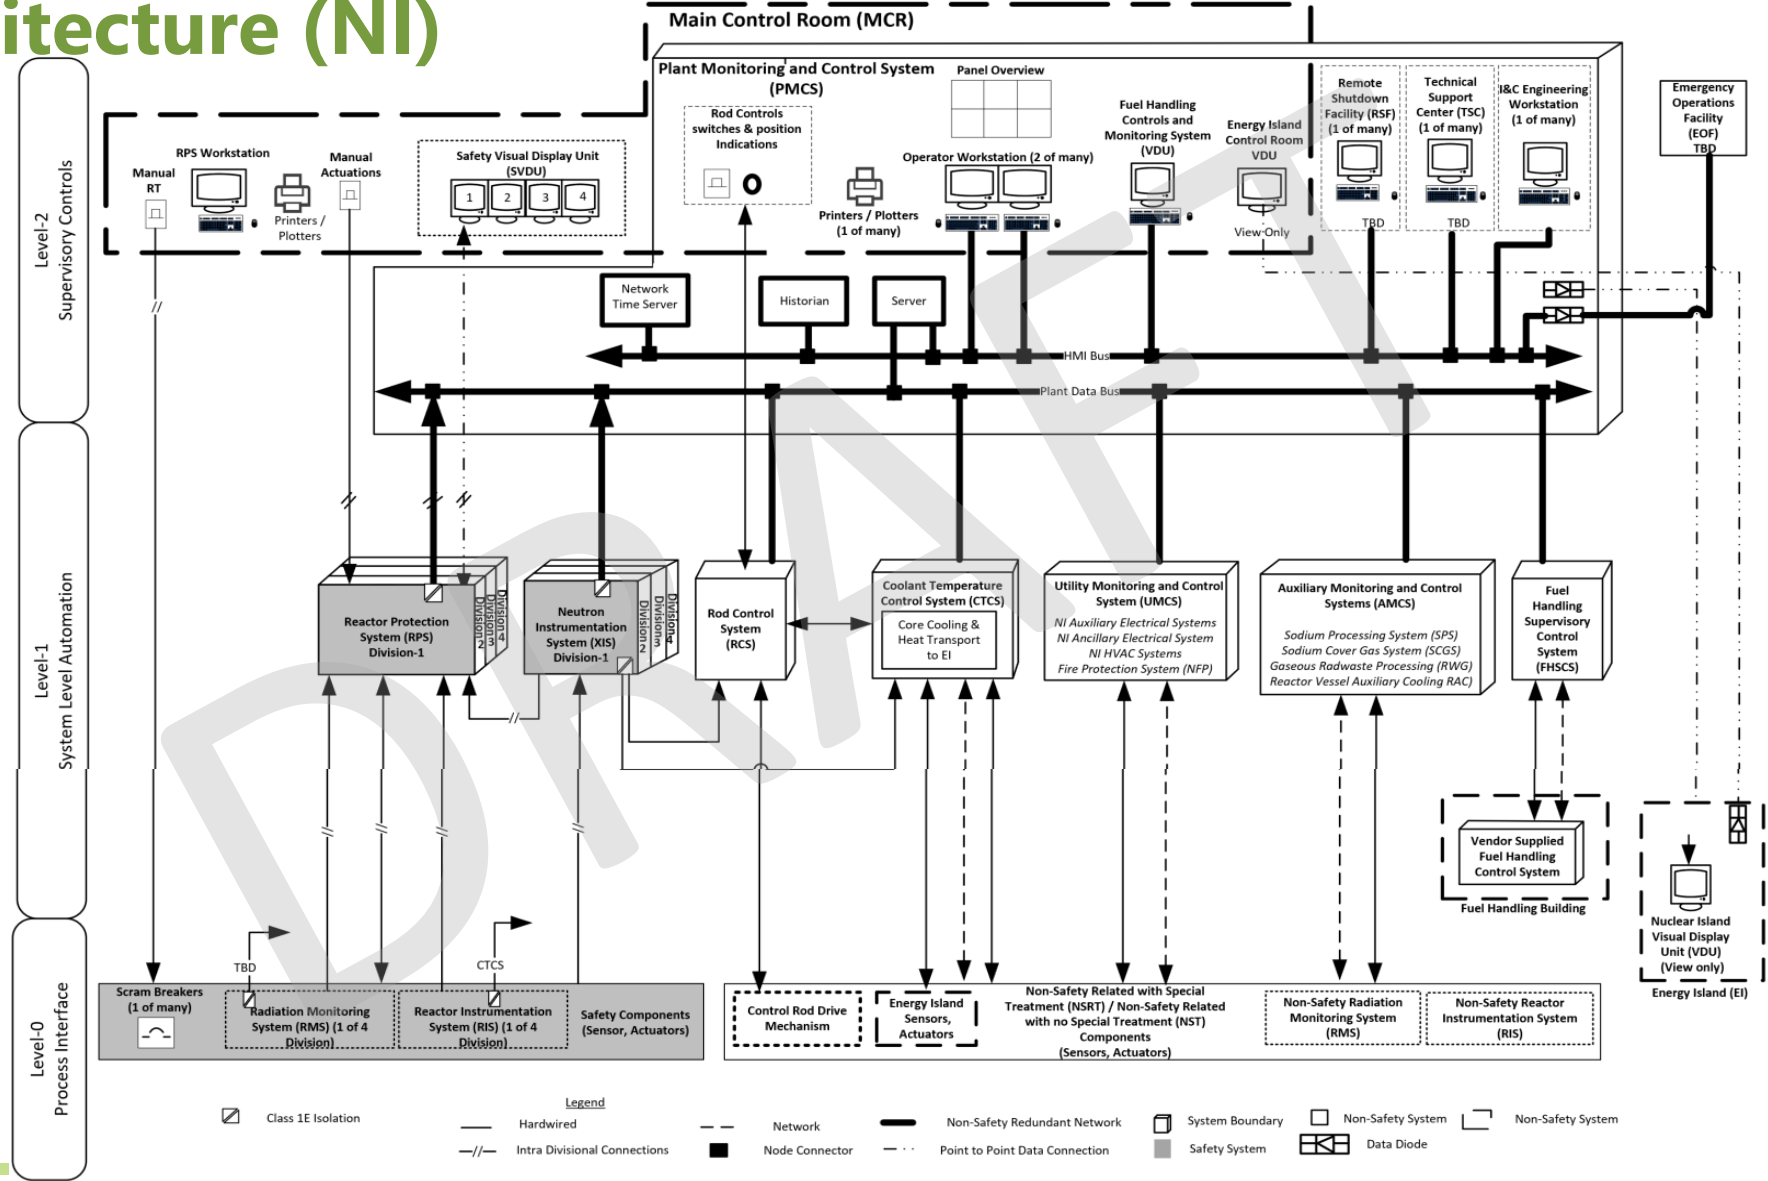 itecture (NI)
Main Control Room (MCR)
Plant Monitoring and Control System
(PMCS)
Panel Overview
Rod Controls
switches & position
Indications
Fuel Handling
Controls and
Monitoring System
(VDU)
Energy Island
Control Room
VDU
View Only
Remote
Shutdown
Facility (RSF)
(1 of many)
TBD
Technical
Support
Center (TSC)
(1 of many)
TBD
I&C Engineering
Workstation
(1 of many)
Emergency
Operations
Facility
(EOF)
TBD
Level-2
Supervisory Controls
Manual
RT
RPS Workstation
Printers /
Plotters
Manual
Actuations
Safety Visual Display Unit
(SVDU)
1
2
3
4
Printers / Plotters
(1 of many)
Operator Workstation (2 of many)
Network
Time Server
Historian
Server
HMI Bus
Plant Data Bus
DRAFT
Level-1
System Level Automation
Reactor Protection
System (RPS)
Division-1
Division 2
Division 3
Division 4
Neutron
Instrumentation
System (XIS)
Division-1
Division 2
Division 3
Division 4
Rod Control
System
(RCS)
Coolant Temperature
Control System (CTCS)
Core Cooling &
Heat Transport
to EI
Utility Monitoring and Control
System (UMCS)
NI Auxiliary Electrical Systems
NI Ancillary Electrical System
NI HVAC Systems
Fire Protection System (NFP)
Auxiliary Monitoring and Control
Systems (AMCS)
Sodium Processing System (SPS)
Sodium Cover Gas System (SCGS)
Gaseous Radwaste Processing (RWG)
Reactor Vessel Auxiliary Cooling RAC)
Fuel
Handling
Supervisory
Control
System
(FHSCS)
Vendor Supplied
Fuel Handling
Control System
Fuel Handling Building
Nuclear Island
Visual Display
Unit (VDU)
(View only)
Energy Island (EI)
Level-0
Process Interface
TBD
CTCS
Scram Breakers
(1 of many)
Radiation Monitoring
System (RMS) (1 of 4
Division)
Reactor Instrumentation
System (RIS) (1 of 4
Division)
Safety Components
(Sensor, Actuators)
Control Rod Drive
Mechanism
Energy Island
Sensors,
Actuators
Non-Safety Related with Special
Treatment (NSRT) / Non-Safety Related
with no Special Treatment (NST)
Components
(Sensors, Actuators)
Non-Safety Radiation
Monitoring System
(RMS)
Non-Safety Reactor
Instrumentation System
(RIS)
Legend
Class 1E Isolation
Hardwired
Network
Non-Safety Redundant Network
System Boundary
Non-Safety System
Non-Safety System
Intra Divisional Connections
Node Connector
Point to Point Data Connection
Safety System
Data Diode